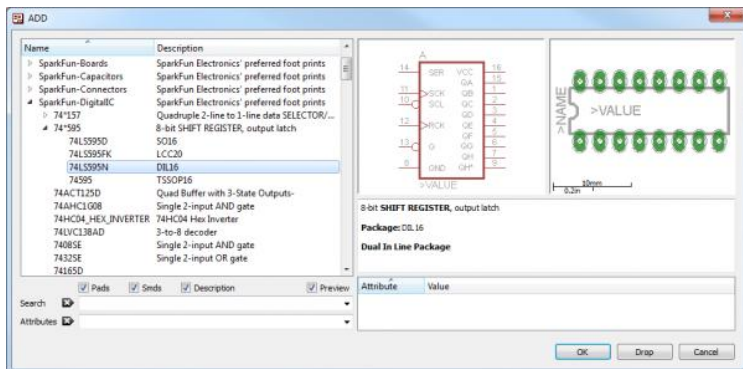 ADD
Name Description
SparkFun-Boards SparkFun Electronics' preferred foot prints
SparkFun-Capacitors SparkFun Electronics' preferred foot prints
SparkFun-Connectors SparkFun Electronics' preferred foot prints
SparkFun-DigitalIC SparkFun Electronics' preferred foot prints
74*157 Quadruple 2-line to 1-line data SELECTOR/...
74*595 8-bit SHIFT REGISTER, output latch
74LS595D SO16
74LS595FK LCC20
74LS595N DIL16
74595 TSSOP16
74ACT125D Quad Buffer with 3-State Outputs-
74AHC1G08 Single 2-input AND gate
74HC04_HEX_INVERTER 74HC04 Hex Inverter
74LVC138AD 3-to-8 decoder
7408SE Single 2-input AND gate
7432SE Single 2-input OR gate
74165D
Pads Smds Description Preview
Search
Attributes
A
14 SER VCC 16
QA 15
11 SCK QB 1
10 SCL QC 2
QD 3
12 RCK QE 4
QF 5
13 G QG 6
QH 7
8 GND QH* 9
>VALUE
>NAME
>VALUE
10mm
0.2in
8-bit SHIFT REGISTER, output latch
Package: DIL16
Dual In Line Package
Attribute Value
OK Drop Cancel